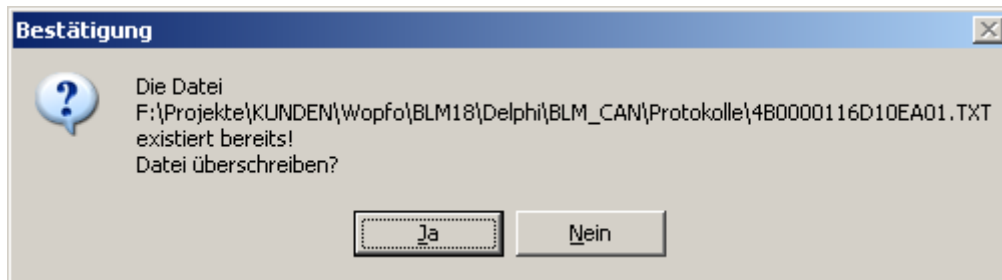 Bestätigung
Die Datei
F:\Projekte\KUNDEN\Wopfo\BLM18\Delphi\BLM_CAN\Protokolle\4B0000116D10EA01.TXT
existiert bereits!
Datei überschreiben?
Ja
Nein